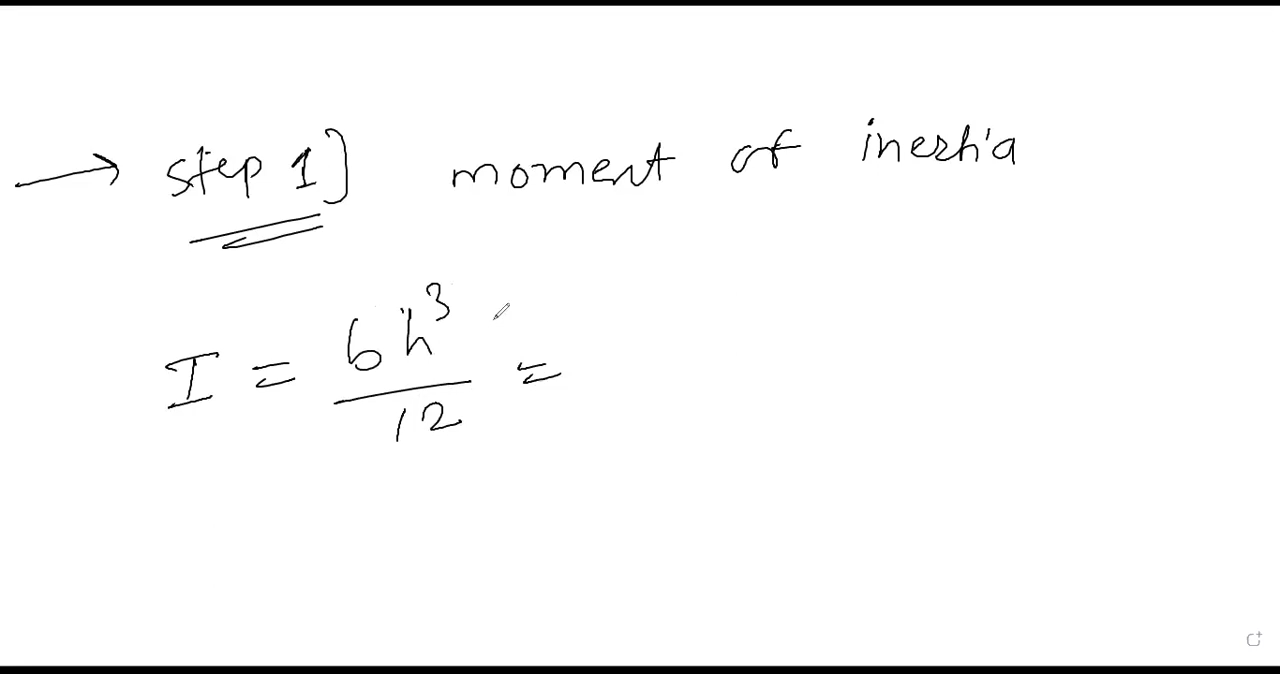 → step 1] moment of inertia
I = bh³/12 =